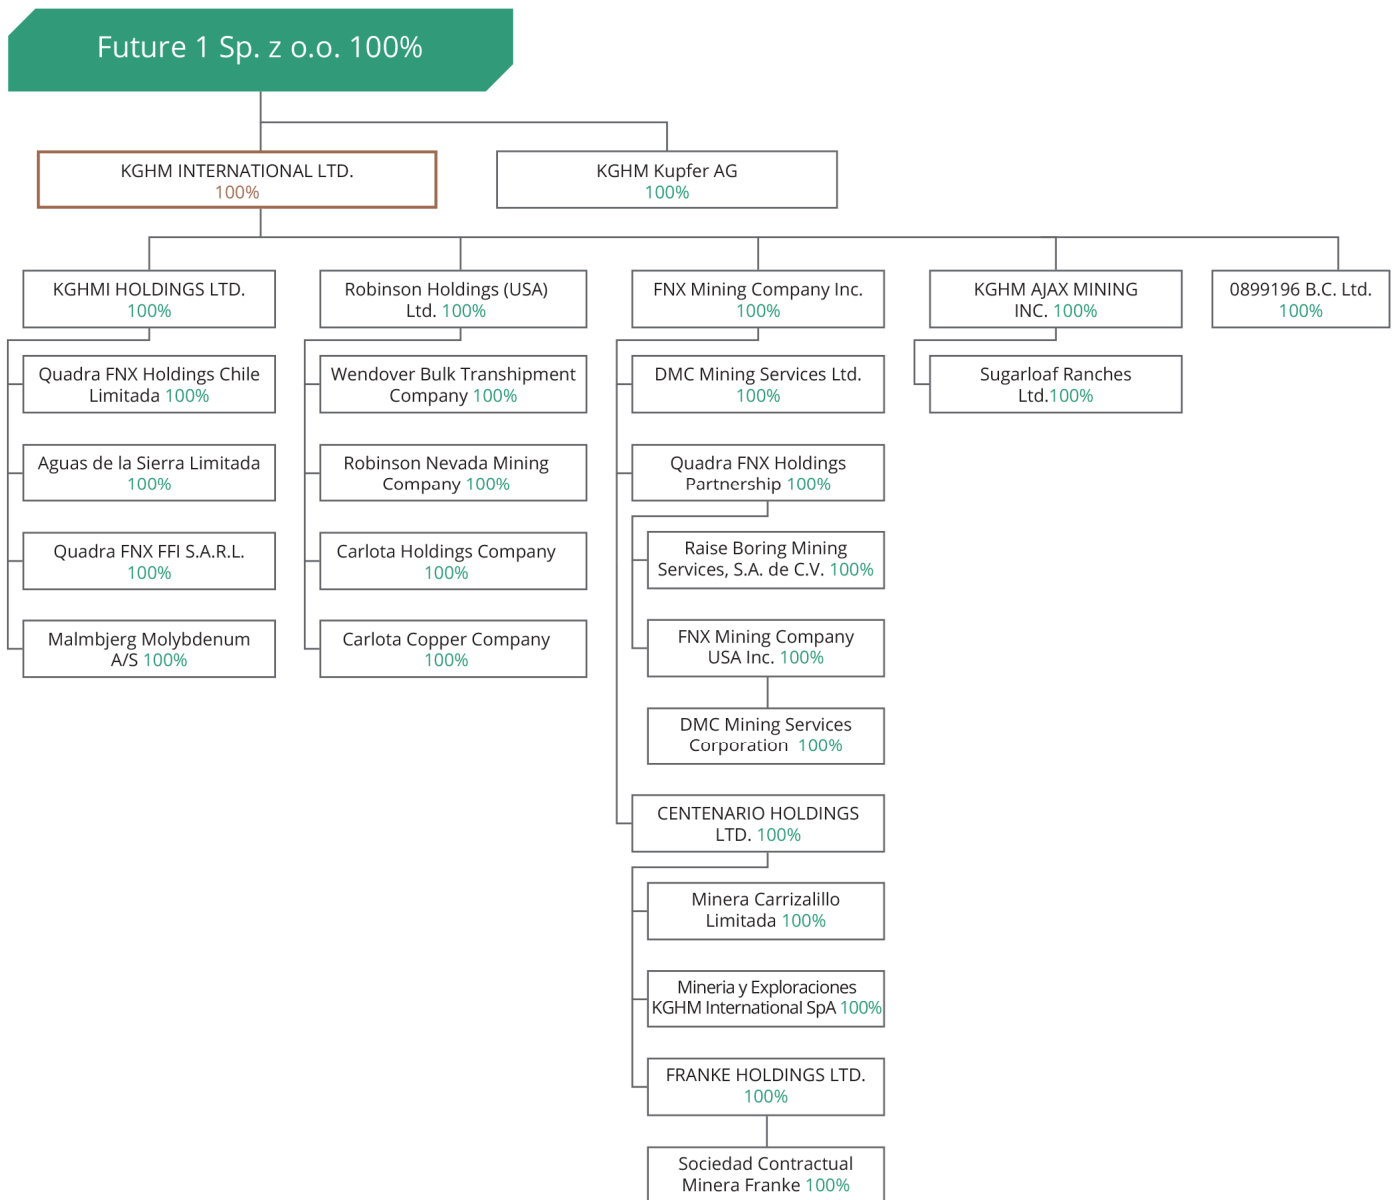 Future 1 Sp. z o.o. 100%
KGHM INTERNATIONAL LTD.
100%
KGHM Kupfer AG
100%
KGHMI HOLDINGS LTD.
100%
Robinson Holdings (USA)
Ltd. 100%
FNX Mining Company Inc.
100%
KGHM AJAX MINING
INC. 100%
0899196 B.C. Ltd.
100%
Quadra FNX Holdings Chile
Limitada 100%
Aguas de la Sierra Limitada
100%
Quadra FNX FFI S.A.R.L.
100%
Malmbjerg Molybdenum
A/S 100%
Wendover Bulk Transhipment
Company 100%
Robinson Nevada Mining
Company 100%
Carlota Holdings Company
100%
Carlota Copper Company
100%
DMC Mining Services Ltd.
100%
Quadra FNX Holdings
Partnership 100%
Raise Boring Mining
Services, S.A. de C.V. 100%
FNX Mining Company
USA Inc. 100%
DMC Mining Services
Corporation 100%
CENTENARIO HOLDINGS
LTD. 100%
Minera Carrizalillo
Limitada 100%
Mineria y Exploraciones
KGHM International SpA 100%
FRANKE HOLDINGS LTD.
100%
Sociedad Contractual
Minera Franke 100%
Sugarloaf Ranches
Ltd.100%